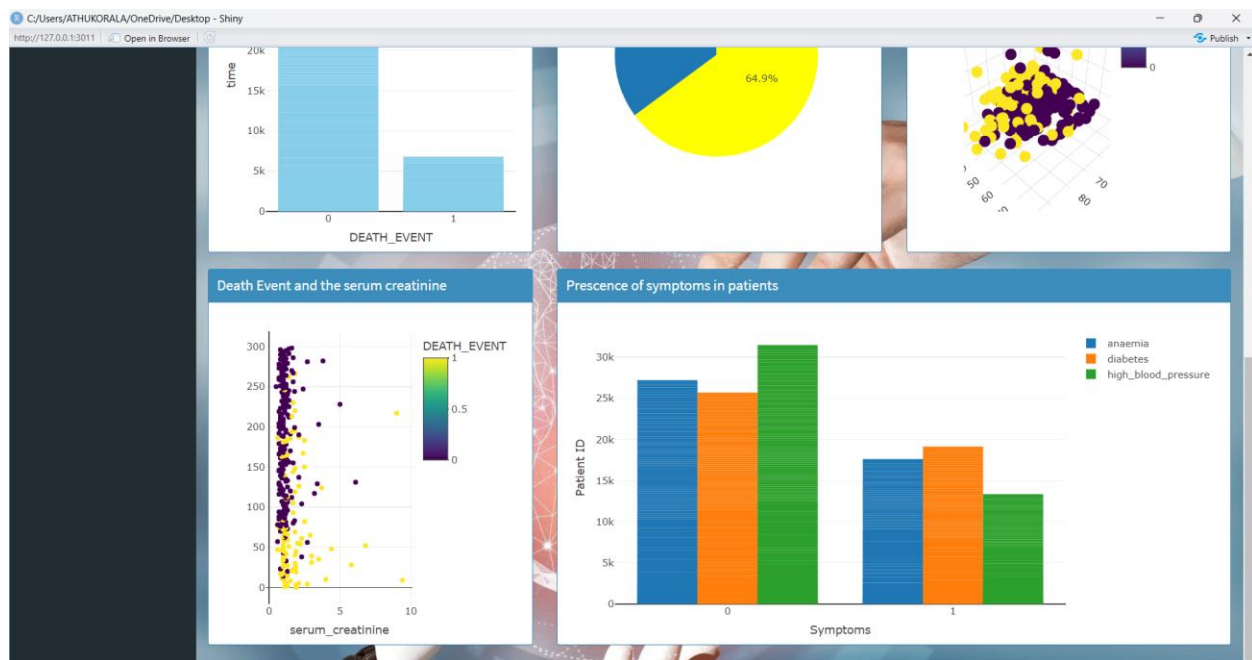 C:/Users/ATHUKORALA/OneDrive/Desktop - Shiny
http://127.0.0.1:3011 Open in Browser Publish
20k
15k
10k
5k
0
time
0 1
DEATH_EVENT
64.9%
0
50
60
70
80
Death Event and the serum creatinine
300
250
200
150
100
50
0
0 5 10
serum_creatinine
DEATH_EVENT
1
0.5
0
Prescence of symptoms in patients
30k
25k
20k
15k
10k
5k
0
Patient ID
0 1
Symptoms
anaemia
diabetes
high_blood_pressure